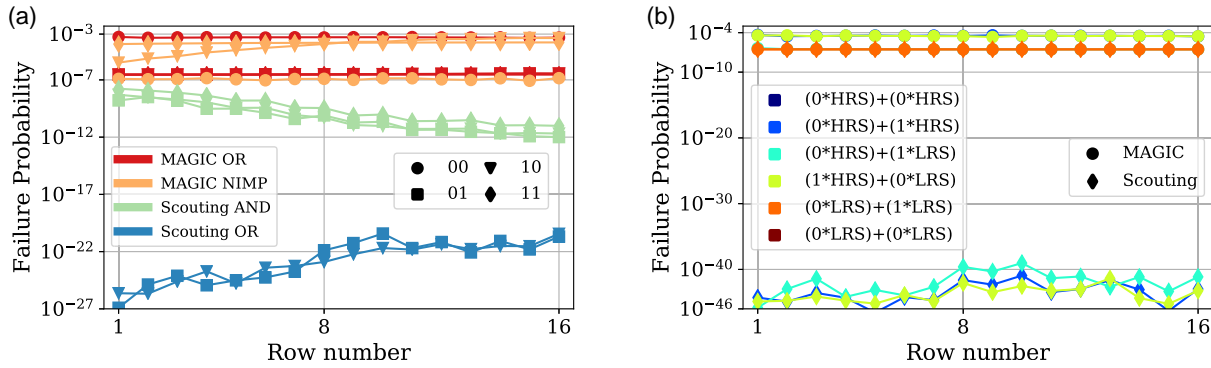 (a)
Failure Probability
10^-3
10^-7
10^-12
10^-17
10^-22
10^-27
MAGIC OR
MAGIC NIMP
Scouting AND
Scouting OR
00
10
01
11
1
8
16
Row number
(b)
Failure Probability
10^-4
10^-10
10^-20
10^-30
10^-40
10^-46
(0*HRS)+(0*HRS)
(0*HRS)+(1*HRS)
(0*HRS)+(1*LRS)
(1*HRS)+(0*LRS)
(0*LRS)+(1*LRS)
(0*LRS)+(0*LRS)
MAGIC
Scouting
1
8
16
Row number